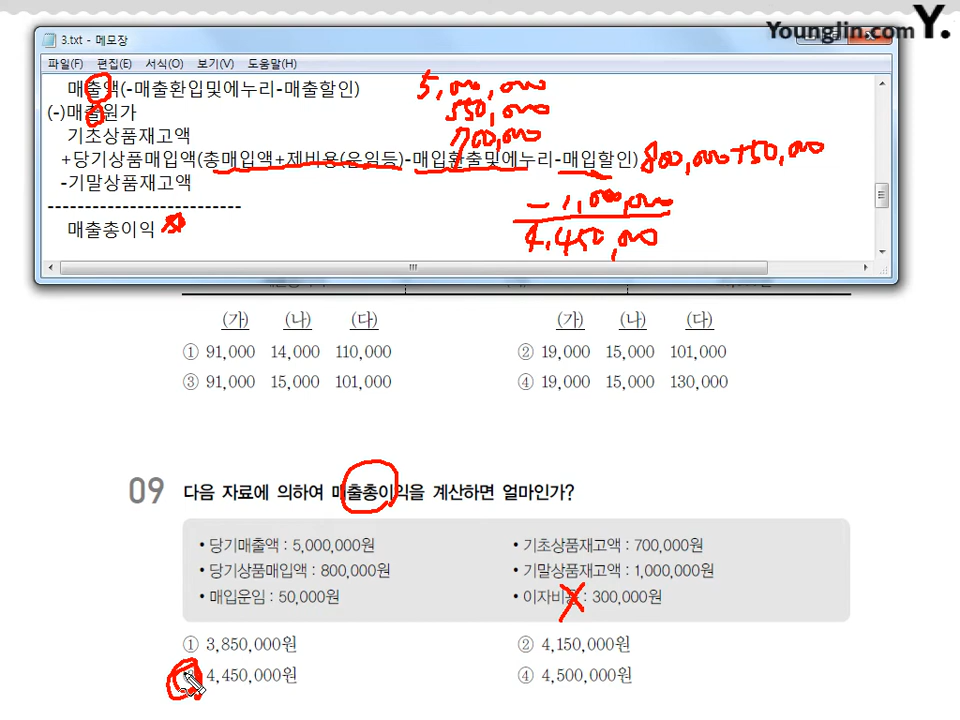 Younglin.com Y.
3.txt - 메모장
파일(F) 편집(E) 서식(O) 보기(V) 도움말(H)
매출액(-매출환입및에누리-매출할인) 5,000,000
(-)매출원가 550,000
기초상품재고액 700,000
+당기상품매입액(총매입액+제비용(운임등)-매입환출및에누리-매입할인) 800,000+50,000
-기말상품재고액
- 1,000,000
--------------------------
매출총이익 4,450,000
(가) (나) (다) (가) (나) (다)
① 91,000 14,000 110,000 ② 19,000 15,000 101,000
③ 91,000 15,000 101,000 ④ 19,000 15,000 130,000
09 다음 자료에 의하여 매출총이익을 계산하면 얼마인가?
• 당기매출액 : 5,000,000원 • 기초상품재고액 : 700,000원
• 당기상품매입액 : 800,000원 • 기말상품재고액 : 1,000,000원
• 매입운임 : 50,000원 • 이자비용 : 300,000원
① 3,850,000원 ② 4,150,000원
4,450,000원 ④ 4,500,000원